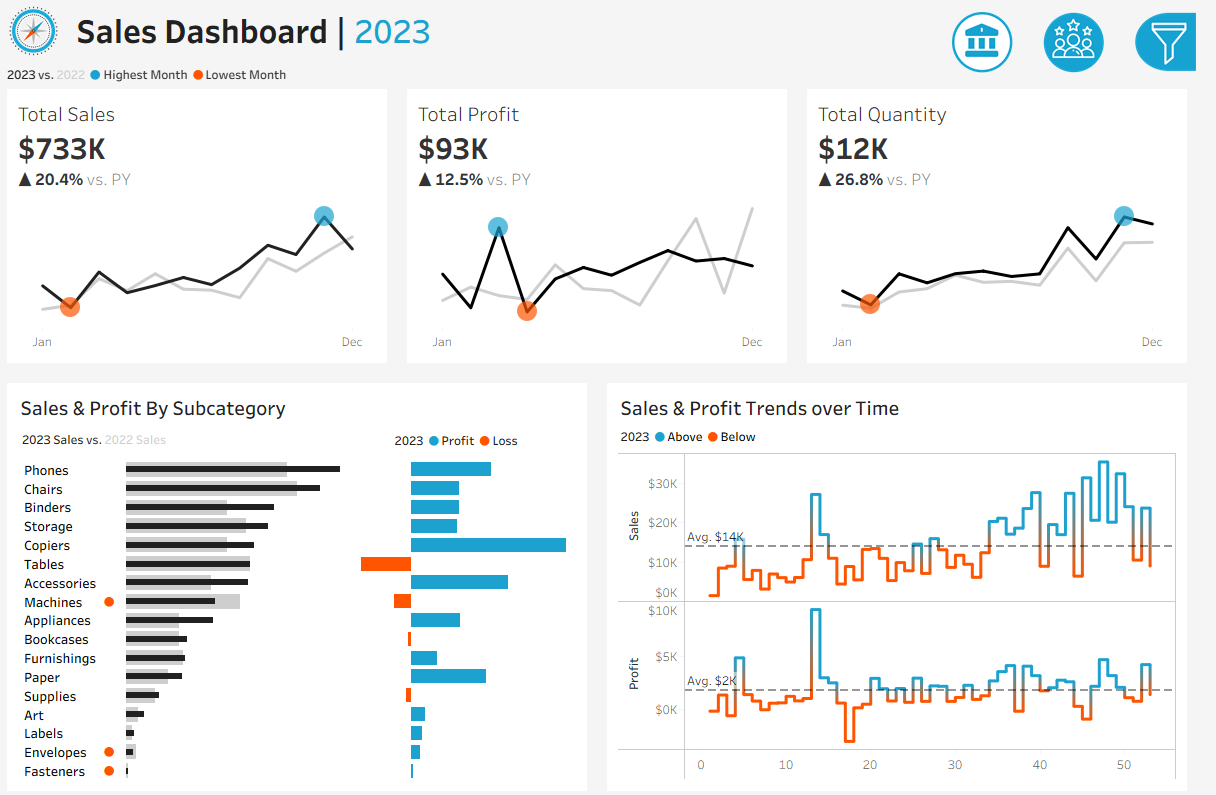 Sales Dashboard | 2023
2023 vs. 2022 Highest Month Lowest Month
Total Sales
$733K
▲ 20.4% vs. PY
Jan Dec
Total Profit
$93K
▲ 12.5% vs. PY
Jan Dec
Total Quantity
$12K
▲ 26.8% vs. PY
Jan Dec
Sales & Profit By Subcategory
2023 Sales vs. 2022 Sales
2023 Profit Loss
Phones
Chairs
Binders
Storage
Copiers
Tables
Accessories
Machines
Appliances
Bookcases
Furnishings
Paper
Supplies
Art
Labels
Envelopes
Fasteners
Sales & Profit Trends over Time
2023 Above Below
Sales
$30K
$20K
Avg. $14K
$10K
$0K
Profit
$10K
$5K
Avg. $2K
$0K
0 10 20 30 40 50